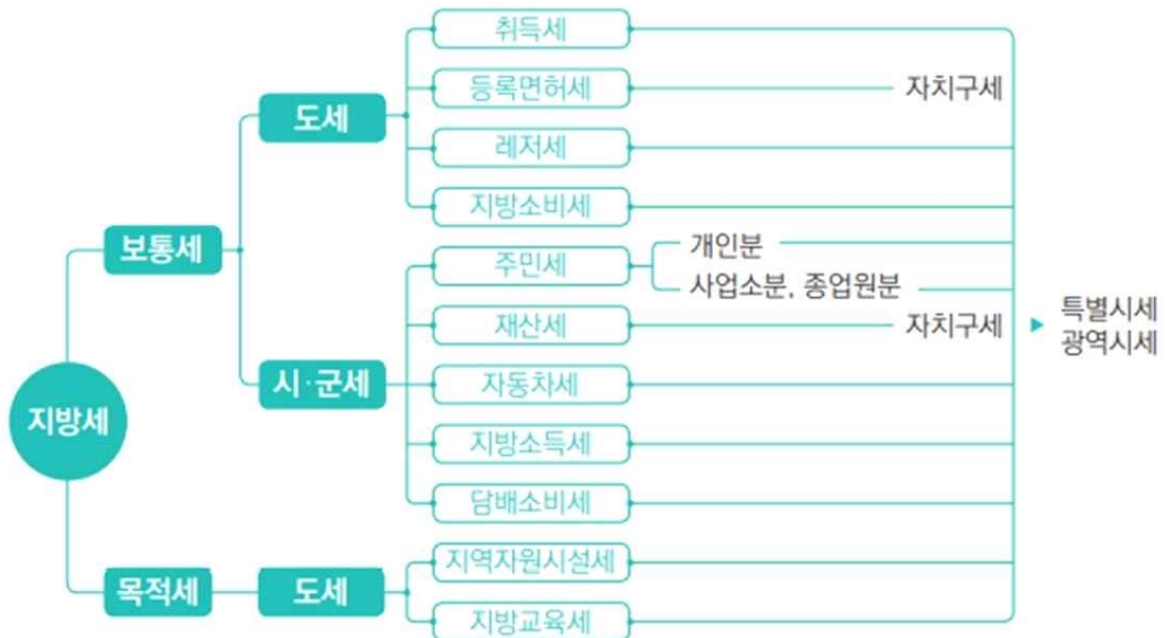 지방세
보통세
도세
취득세
등록면허세
자치구세
레저세
지방소비세
시·군세
주민세
개인분
사업소분, 종업원분
재산세
자치구세
자동차세
지방소득세
담배소비세
목적세
도세
지역자원시설세
지방교육세
특별시세
광역시세